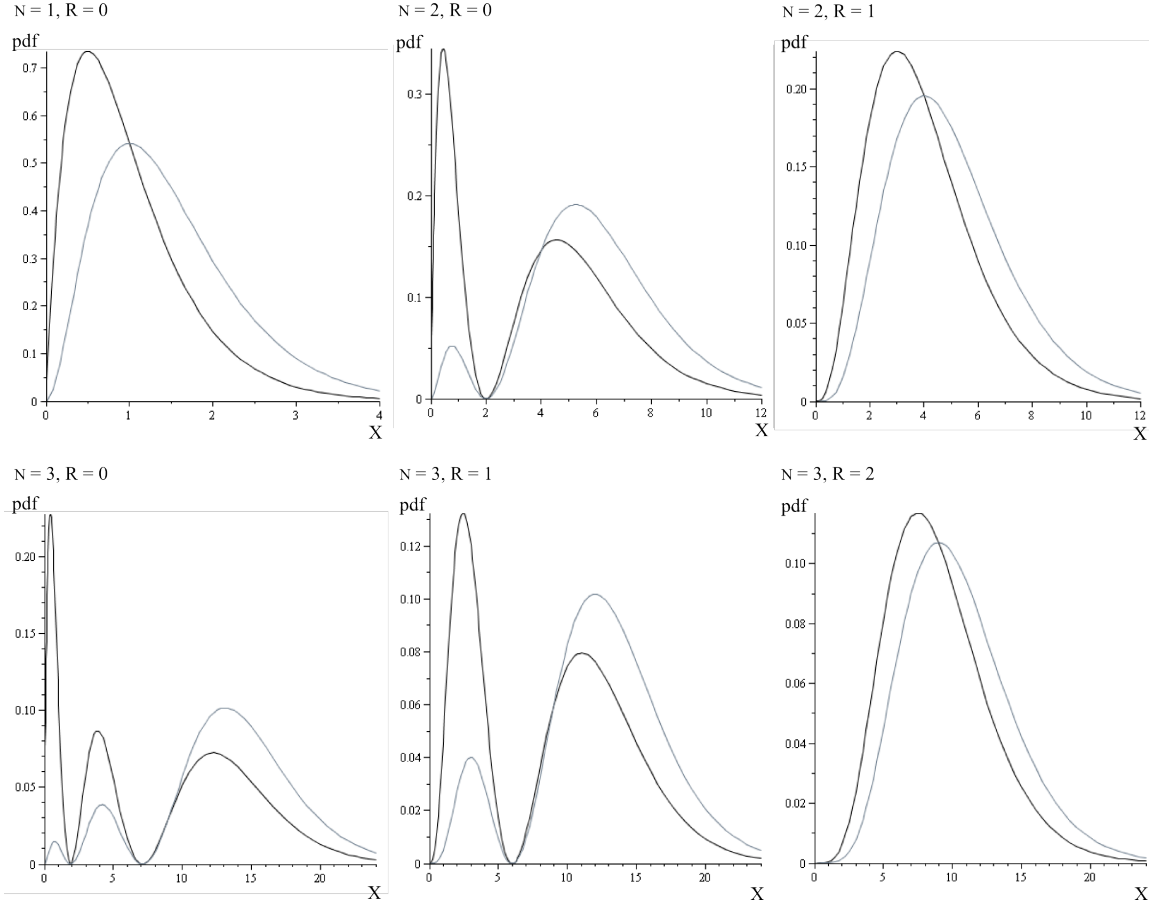 N = 1, R = 0
pdf
0.7
0.6
0.5
0.4
0.3
0.2
0.1
0
0 1 2 3 4
X
N = 2, R = 0
pdf
0.3
0.2
0.1
0
0 2 4 6 8 10 12
X
N = 2, R = 1
pdf
0.20
0.15
0.10
0.05
0
0 2 4 6 8 10 12
X
N = 3, R = 0
pdf
0.20
0.15
0.10
0.05
0
0 5 10 15 20
X
N = 3, R = 1
pdf
0.12
0.10
0.08
0.06
0.04
0.02
0
0 5 10 15 20
X
N = 3, R = 2
pdf
0.10
0.08
0.06
0.04
0.02
0
0 5 10 15 20
X